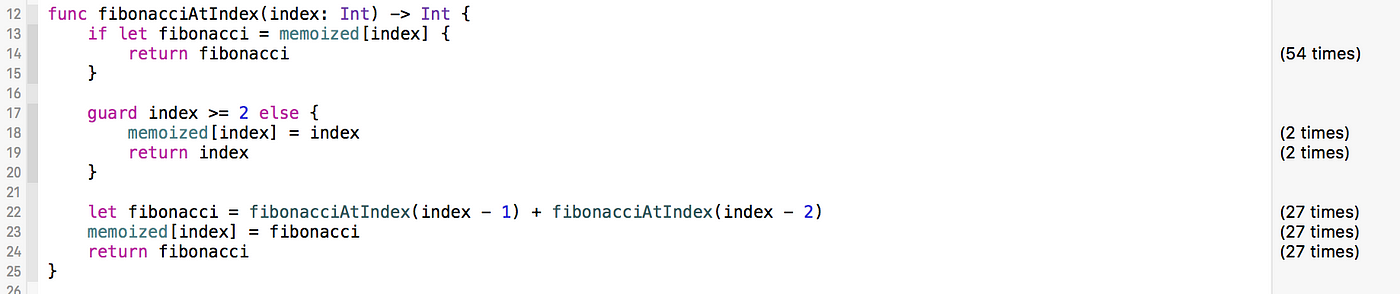 12 func fibonacciAtIndex(index: Int) -> Int {
13     if let fibonacci = memoized[index] {
14         return fibonacci (54 times)
15     }
16
17     guard index >= 2 else {
18         memoized[index] = index (2 times)
19         return index (2 times)
20     }
21
22     let fibonacci = fibonacciAtIndex(index - 1) + fibonacciAtIndex(index - 2) (27 times)
23     memoized[index] = fibonacci (27 times)
24     return fibonacci (27 times)
25 }
26